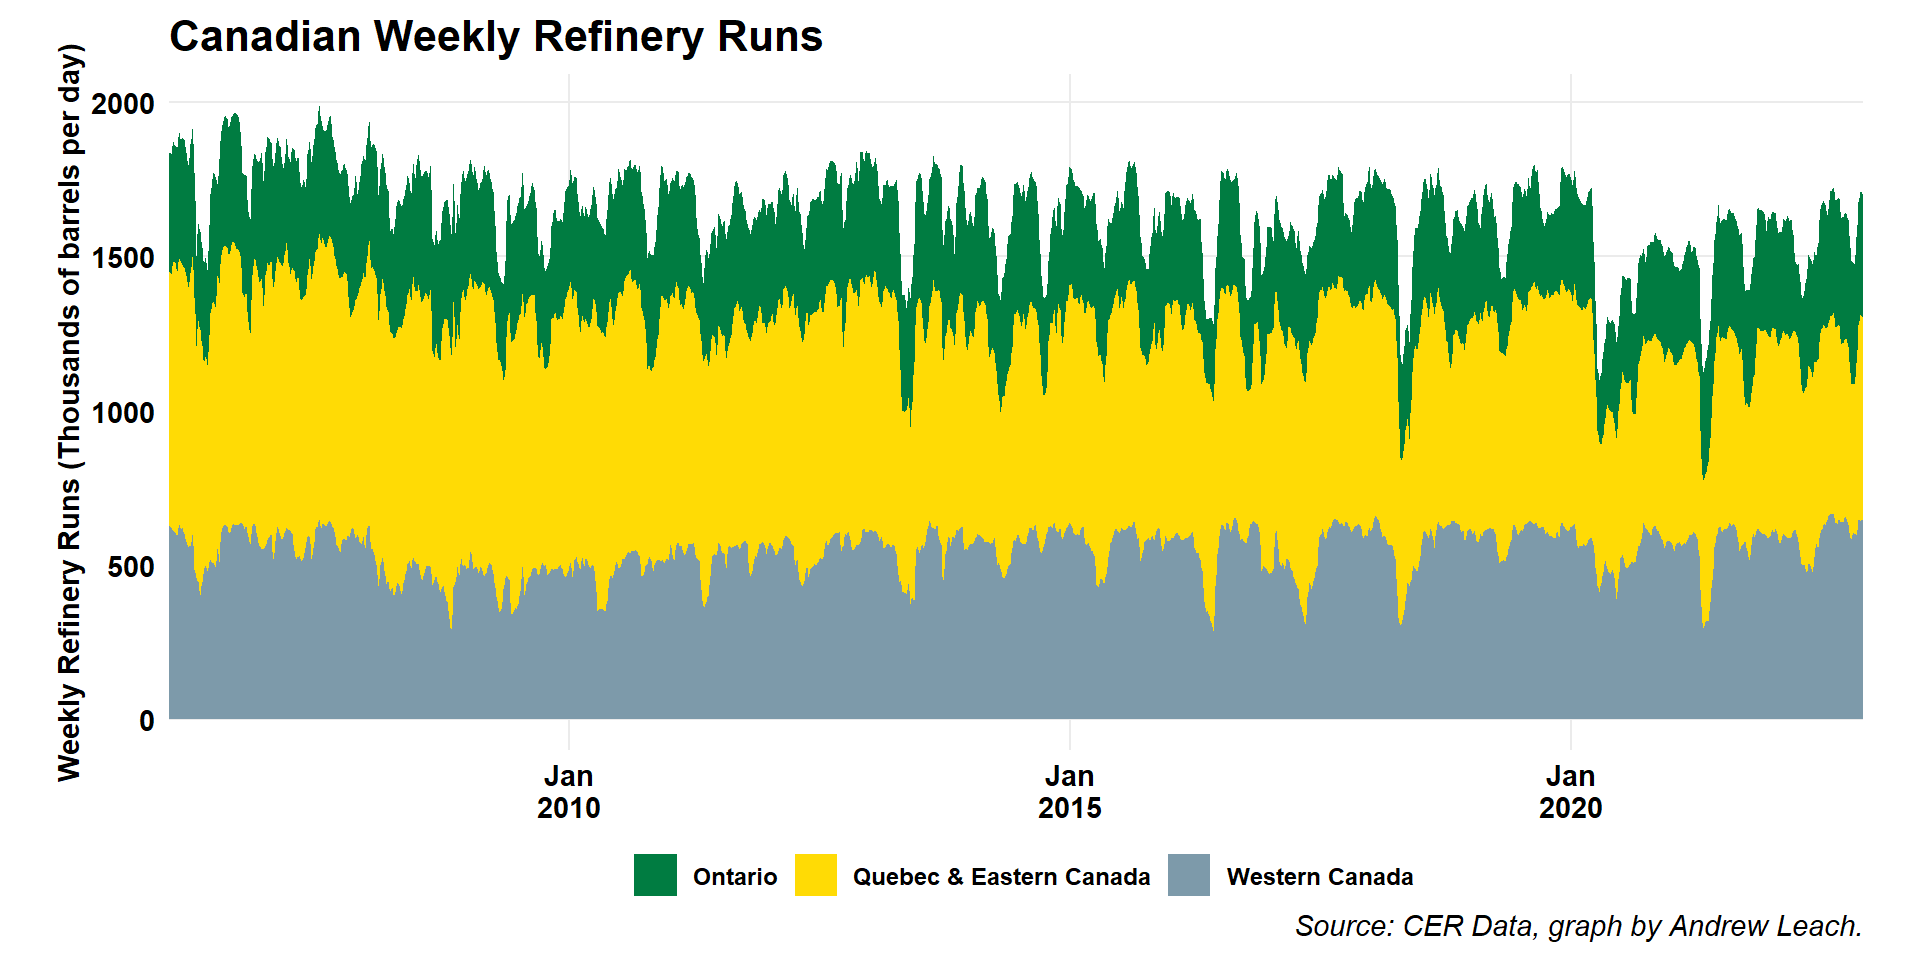 Canadian Weekly Refinery Runs
Weekly Refinery Runs (Thousands of barrels per day)
2000
1500
1000
500
0
Jan
2010
Jan
2015
Jan
2020
Ontario
Quebec & Eastern Canada
Western Canada
Source: CER Data, graph by Andrew Leach.